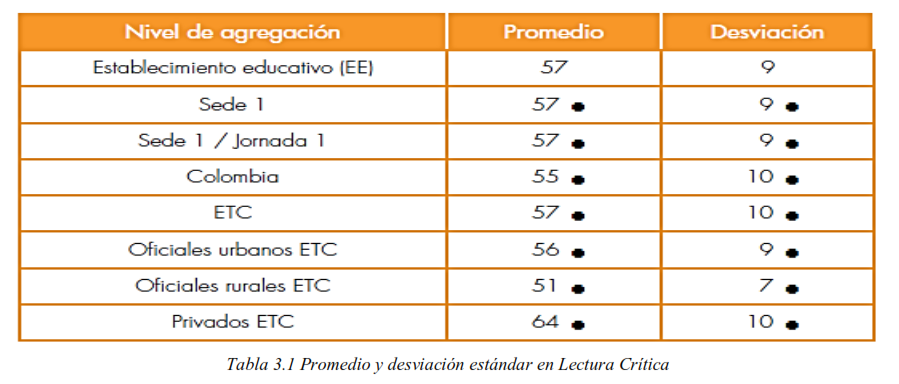 Nivel de agregación Promedio Desviación
Establecimiento educativo (EE) 57 9
Sede 1 57 ● 9 ●
Sede 1 / Jornada 1 57 ● 9 ●
Colombia 55 ● 10 ●
ETC 57 ● 10 ●
Oficiales urbanos ETC 56 ● 9 ●
Oficiales rurales ETC 51 ● 7 ●
Privados ETC 64 ● 10 ●
Tabla 3.1 Promedio y desviación estándar en Lectura Crítica